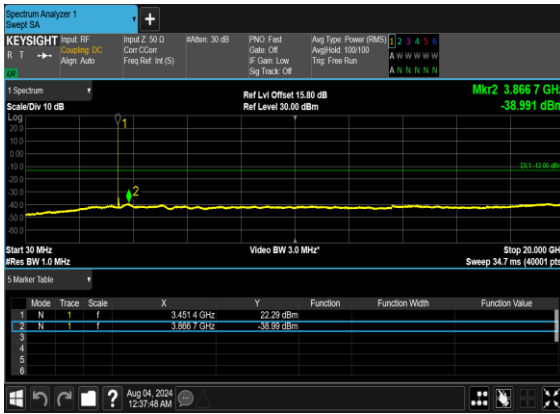 Spectrum Analyzer 1
Swept SA
+
KEYSIGHT
R T
LXI
Input: RF
Coupling: DC
Align: Auto
Input Z: 50 Ω
Corr CCorr
Freq Ref: Int (S)
#Atten: 30 dB
PNO: Fast
Gate: Off
IF Gain: Low
Sig Track: Off
Avg Type: Power (RMS)
Avg|Hold: 100/100
Trig: Free Run
1 2 3 4 5 6
A W W W W W
A N N N N N
1 Spectrum
Scale/Div 10 dB
Ref Lvl Offset 15.80 dB
Ref Level 30.00 dBm
Mkr2 3.866 7 GHz
-38.991 dBm
Log
20.0
10.0
0.00
-10.0
-20.0
-30.0
-40.0
-50.0
-60.0
1
2
DL1 -13.00 dBm
Start 30 MHz
#Res BW 1.0 MHz
Video BW 3.0 MHz*
Stop 20.000 GHz
Sweep 34.7 ms (40001 pts)
5 Marker Table
Mode Trace Scale X Y Function Function Width Function Value
1 N 1 f 3.451 4 GHz 22.29 dBm
2 N 1 f 3.866 7 GHz -38.99 dBm
3
4
5
6
?
Aug 04, 2024
12:37:48 AM